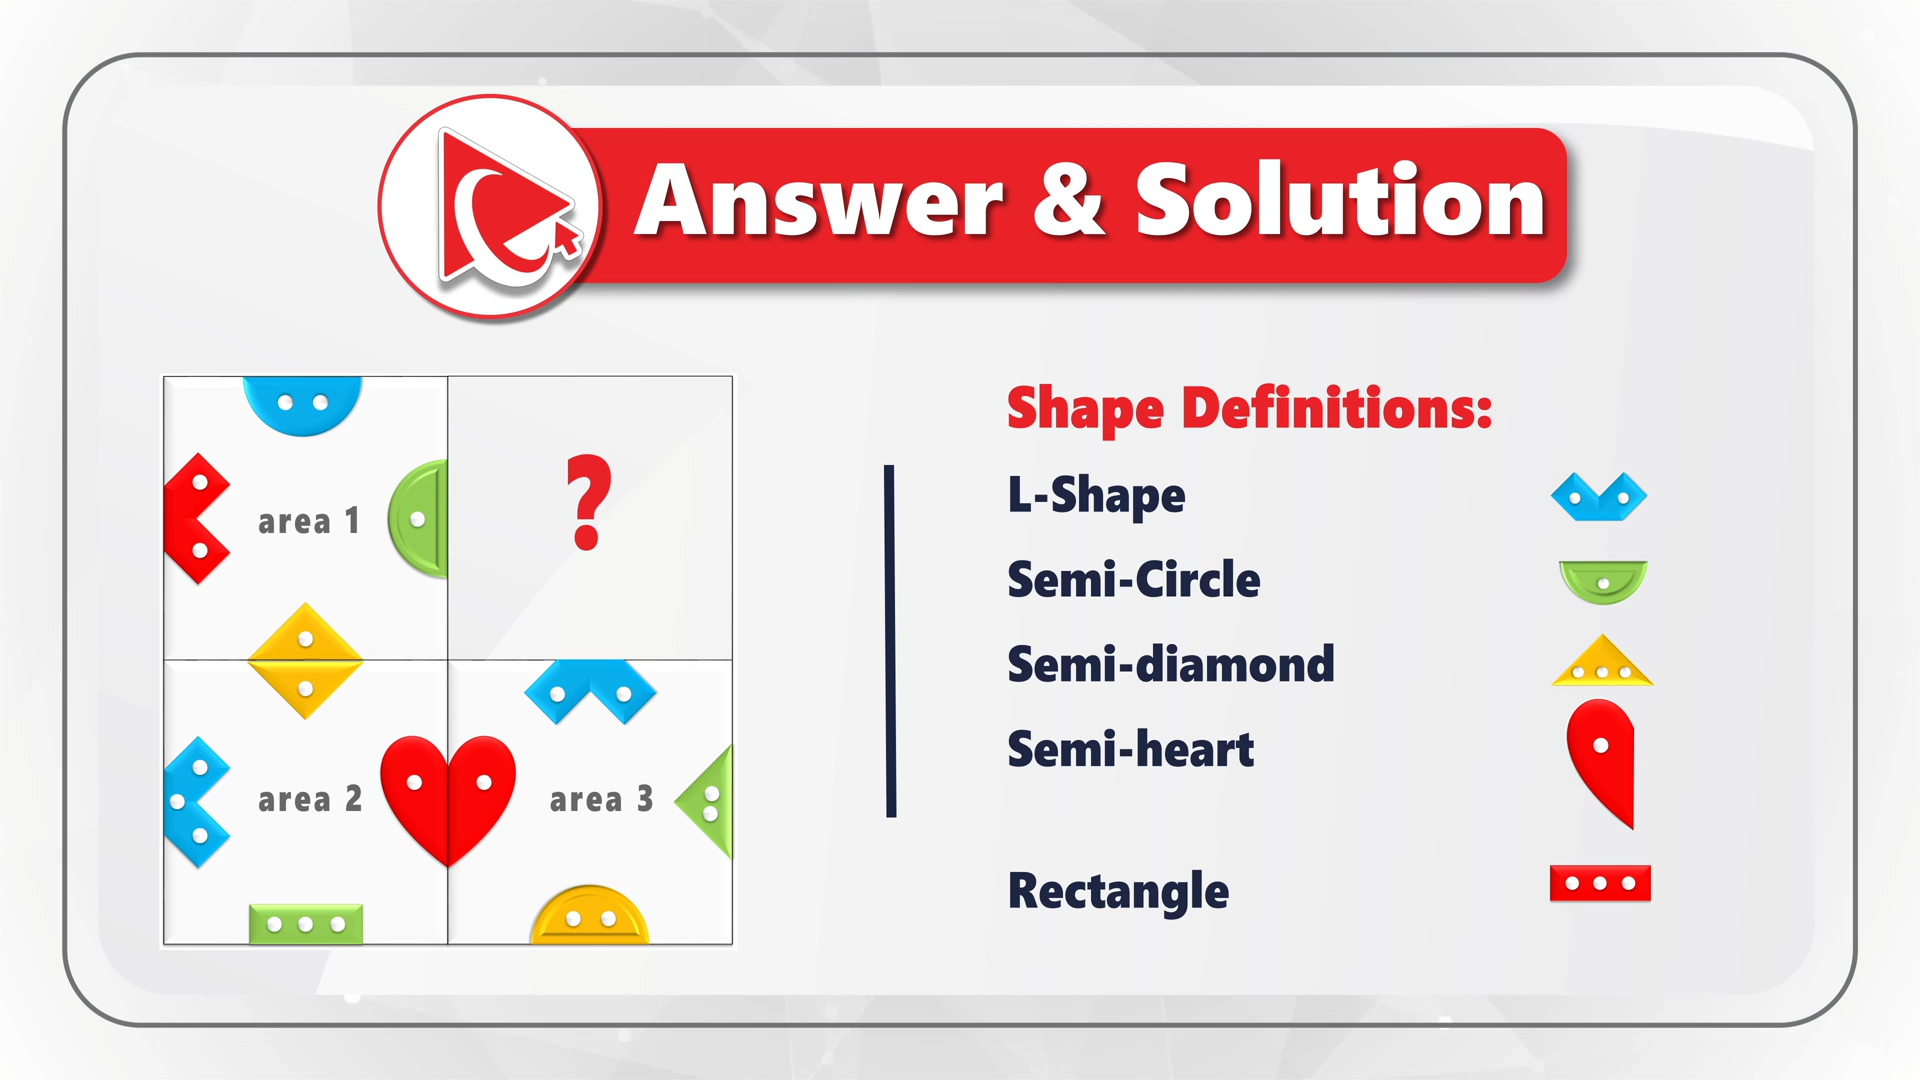 Answer & Solution
area 1
?
area 2
area 3
Shape Definitions:
L-Shape
Semi-Circle
Semi-diamond
Semi-heart
Rectangle